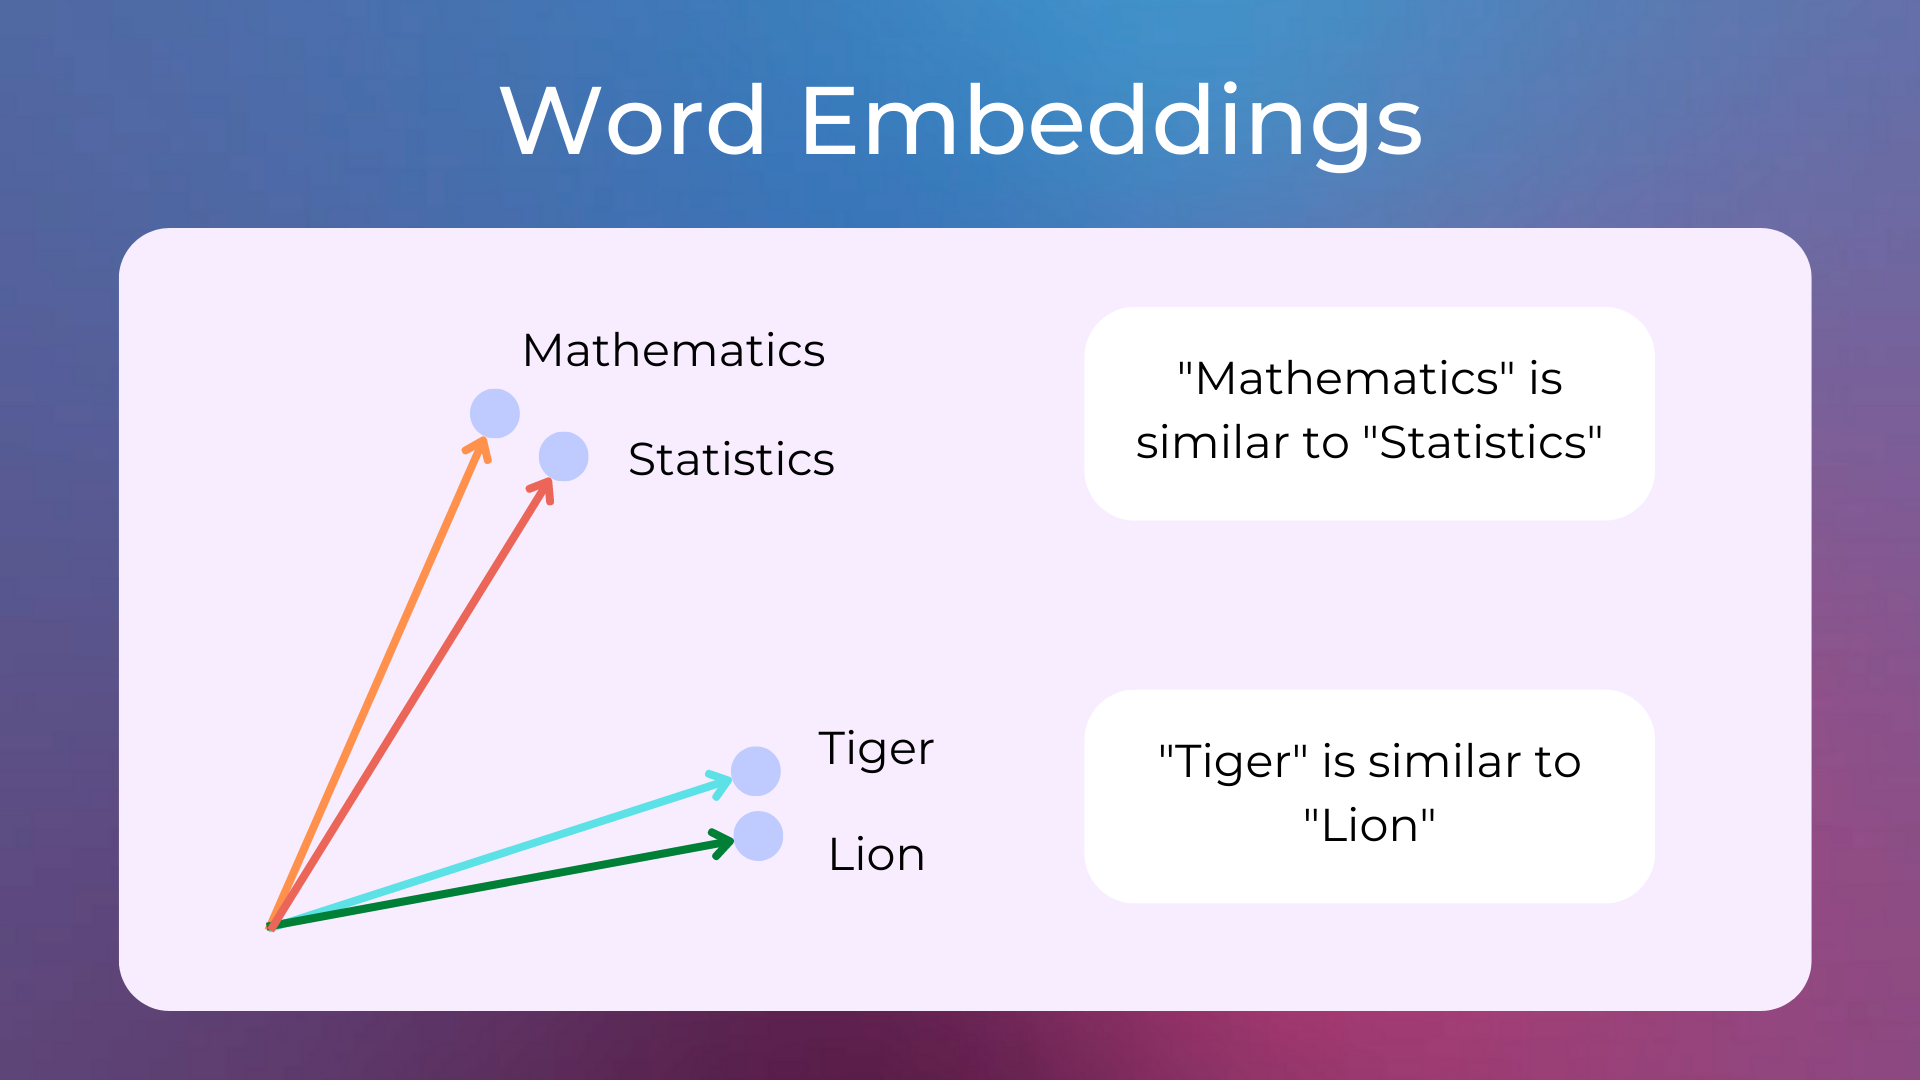 Word Embeddings
Mathematics
Statistics
Tiger
Lion
"Mathematics" is
similar to "Statistics"
"Tiger" is similar to
"Lion"